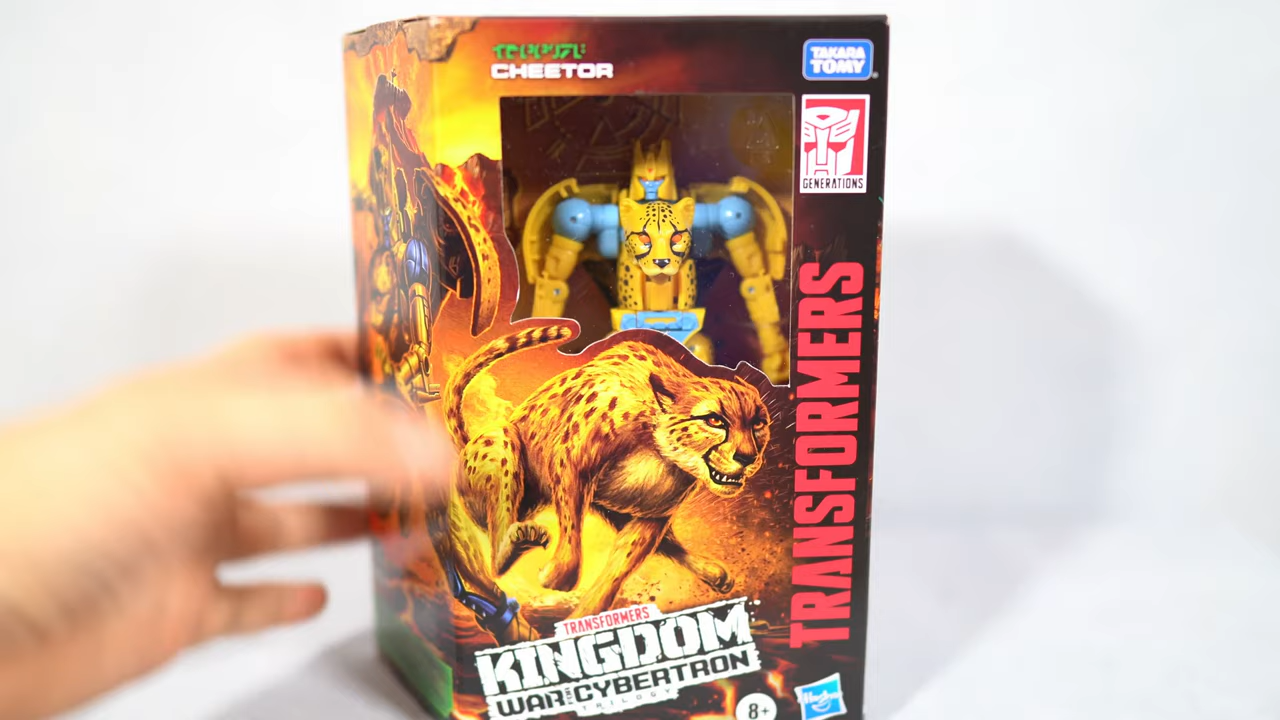 CHEETOR
TAKARA
TOMY
GENERATIONS
TRANSFORMERS
TRANSFORMERS
KINGDOM
WAR FOR CYBERTRON
TRILOGY
8+
Hasbro